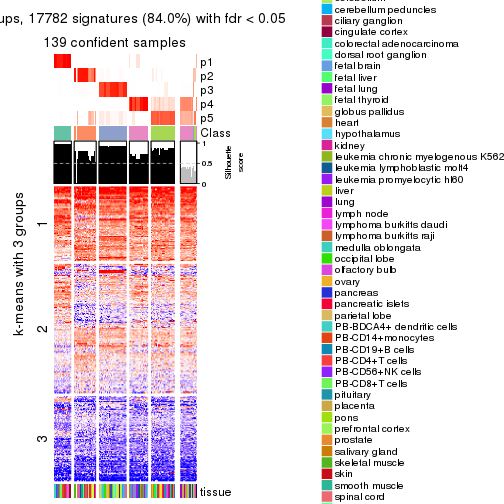 ups, 17782 signatures (84.0%) with fdr < 0.05
139 confident samples
p1
p2
p3
p4
p5
Class
1
0.5
0
Silhouette
score
k-means with 3 groups
1
2
3
tissue
cerebellum peduncles
ciliary ganglion
cingulate cortex
colorectal adenocarcinoma
dorsal root ganglion
fetal brain
fetal liver
fetal lung
fetal thyroid
globus pallidus
heart
hypothalamus
kidney
leukemia chronic myelogenous K562
leukemia lymphoblastic molt4
leukemia promyelocytic hl60
liver
lung
lymph node
lymphoma burkitts daudi
lymphoma burkitts raji
medulla oblongata
occipital lobe
olfactory bulb
ovary
pancreas
pancreatic islets
parietal lobe
PB-BDCA4+ dendritic cells
PB-CD14+monocytes
PB-CD19+B cells
PB-CD4+T cells
PB-CD56+NK cells
PB-CD8+T cells
pituitary
placenta
pons
prefrontal cortex
prostate
salivary gland
skeletal muscle
skin
smooth muscle
spinal cord